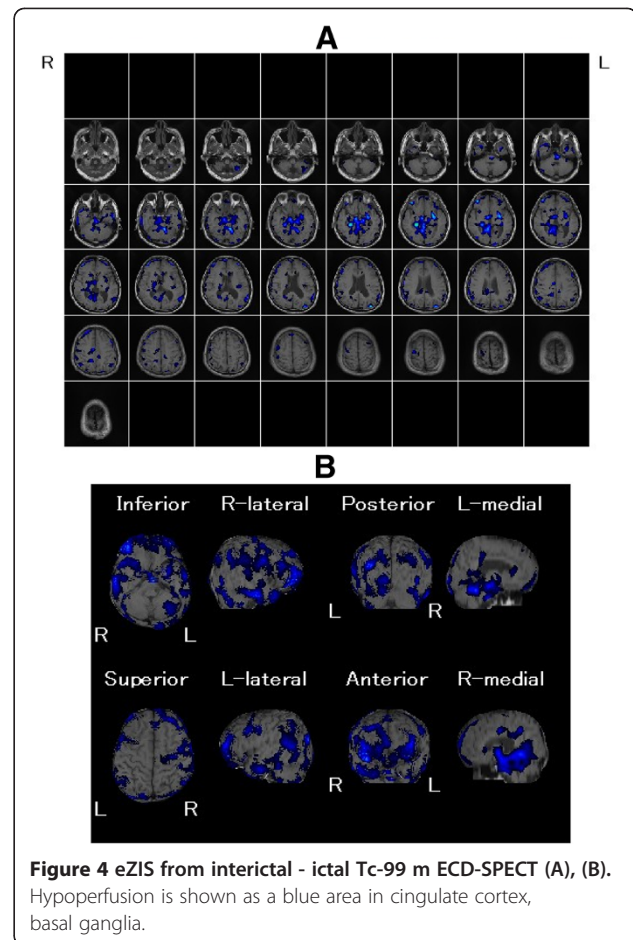 A
R L
B
Inferior R-lateral Posterior L-medial
R L L R
Superior L-lateral Anterior R-medial
L R R L
Figure 4 eZIS from interictal - ictal Tc-99 m ECD-SPECT (A), (B).
Hypoperfusion is shown as a blue area in cingulate cortex,
basal ganglia.